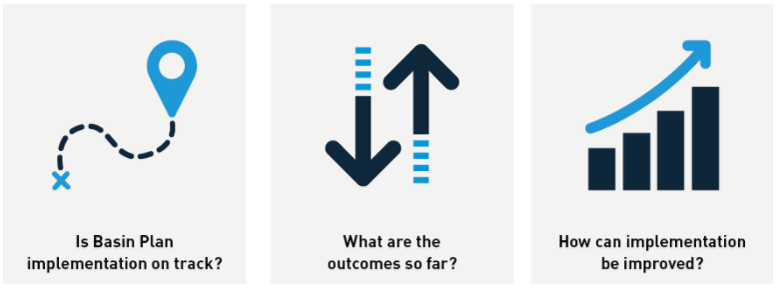 Is Basin Plan
implementation on track?
What are the
outcomes so far?
How can implementation
be improved?